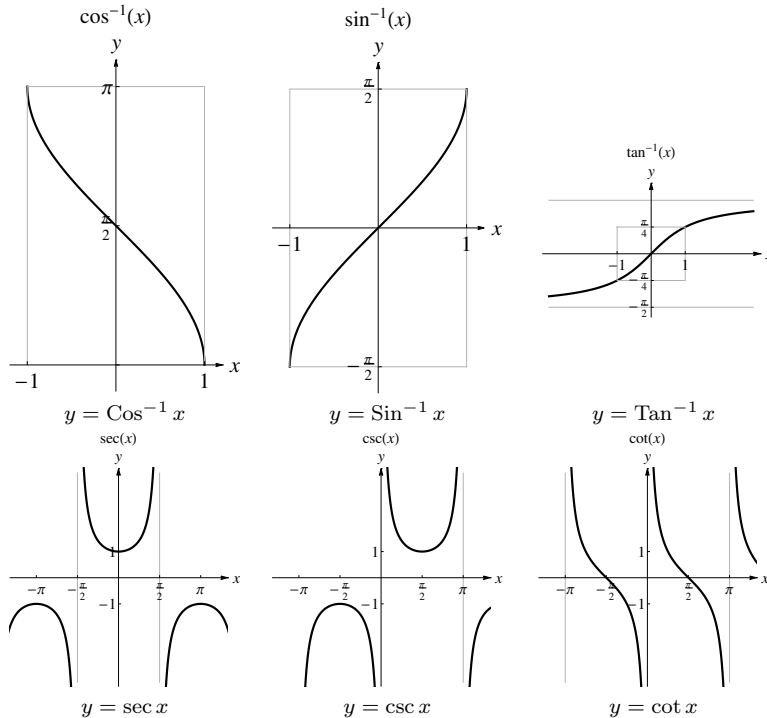 cos⁻¹(x)
y
π
π/2
−1
1
x
y = Cos⁻¹ x
sin⁻¹(x)
y
π/2
−1
1
x
−π/2
y = Sin⁻¹ x
tan⁻¹(x)
y
π/4
−1
1
−π/4
−π/2
y = Tan⁻¹ x
sec(x)
y
1
−π
−π/2
π/2
π
x
−1
y = sec x
csc(x)
y
1
−π
−π/2
π/2
π
x
−1
y = csc x
cot(x)
y
1
−π
−π/2
π/2
π
x
−1
y = cot x